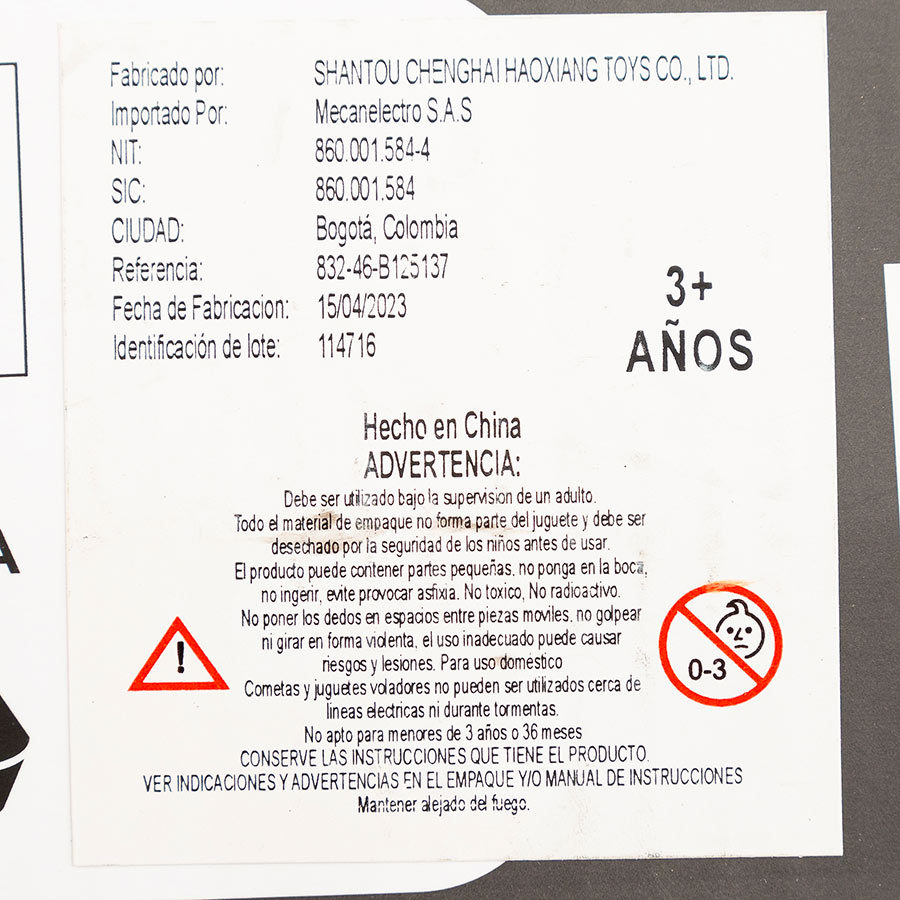 Fabricado por: SHANTOU CHENGHAI HAOXIANG TOYS CO., LTD.
Importado Por: Mecanelectro S.A.S
NIT: 860.001.584-4
SIC: 860.001.584
CIUDAD: Bogotá, Colombia
Referencia: 832-46-B125137
Fecha de Fabricacion: 15/04/2023
Identificación de lote: 114716
3+
AÑOS
Hecho en China
ADVERTENCIA:
Debe ser utilizado bajo la supervision de un adulto.
Todo el material de empaque no forma parte del juguete y debe ser
desechado por la seguridad de los niños antes de usar.
El producto puede contener partes pequeñas, no ponga en la boca,
no ingerir, evite provocar asfixia. No toxico, No radioactivo.
No poner los dedos en espacios entre piezas moviles, no golpear
ni girar en forma violenta, el uso inadecuado puede causar
riesgos y lesiones. Para uso doméstico
Cometas y juguetes voladores no pueden ser utilizados cerca de
lineas electricas ni durante tormentas.
No apto para menores de 3 años o 36 meses
CONSERVE LAS INSTRUCCIONES QUE TIENE EL PRODUCTO.
VER INDICACIONES Y ADVERTENCIAS EN EL EMPAQUE Y/O MANUAL DE INSTRUCCIONES
Mantener alejado del fuego.
!
0-3
A